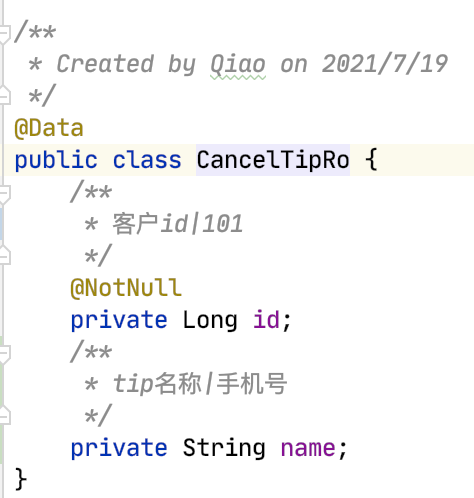 /**
 * Created by Qiao on 2021/7/19
 */
@Data
public class CancelTipRo {
    /**
     * 客户id|101
     */
    @NotNull
    private Long id;
    /**
     * tip名称|手机号
     */
    private String name;
}